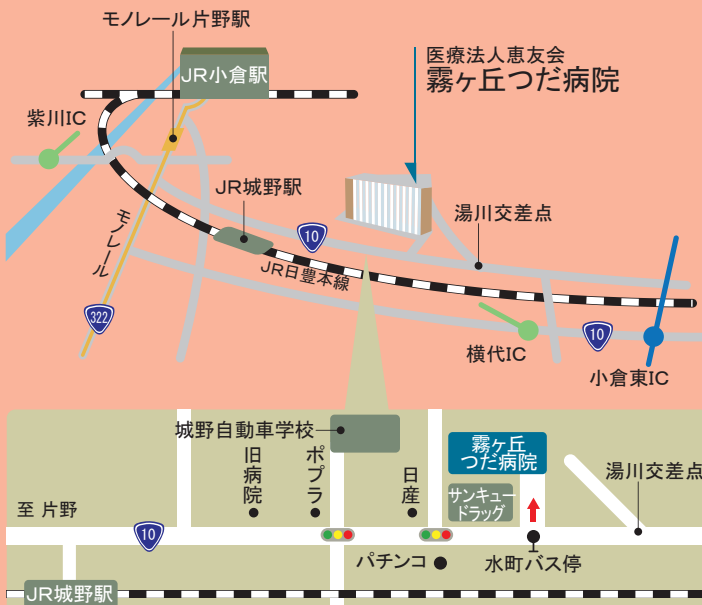 モノレール片野駅
JR小倉駅
医療法人恵友会
霧ヶ丘つだ病院
紫川IC
JR城野駅
10
湯川交差点
モノレール
JR日豊本線
322
横代IC
10
小倉東IC
城野自動車学校
旧病院
ポプラ
日産
霧ヶ丘
つだ病院
サンキュー
ドラッグ
湯川交差点
至 片野
10
パチンコ
水町バス停
JR城野駅